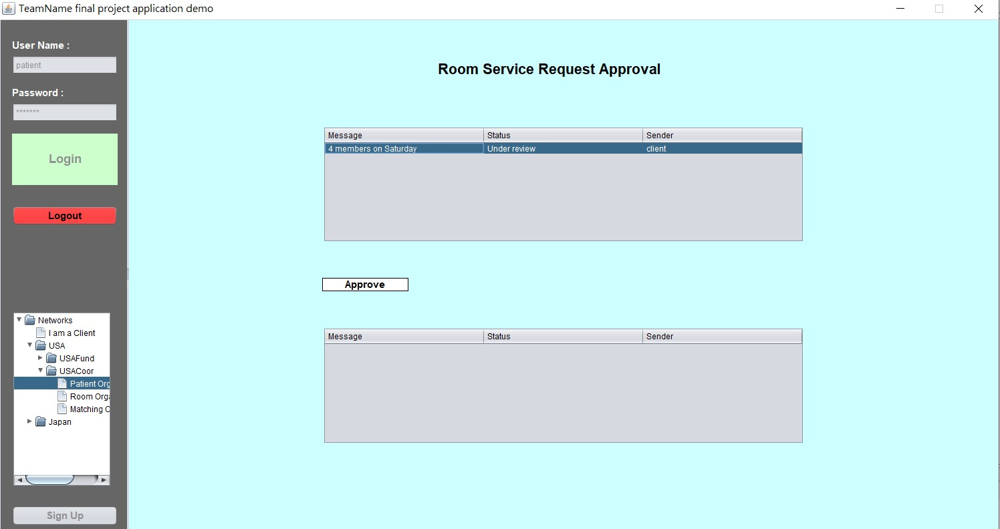 TeamName final project application demo
User Name :
patient
Password :
*******
Login
Logout
Networks
I am a Client
USA
USAFund
USACoor
Patient Org
Room Orga
Matching O
Japan
Sign Up
Room Service Request Approval
Message Status Sender
4 members on Saturday Under review client
Approve
Message Status Sender